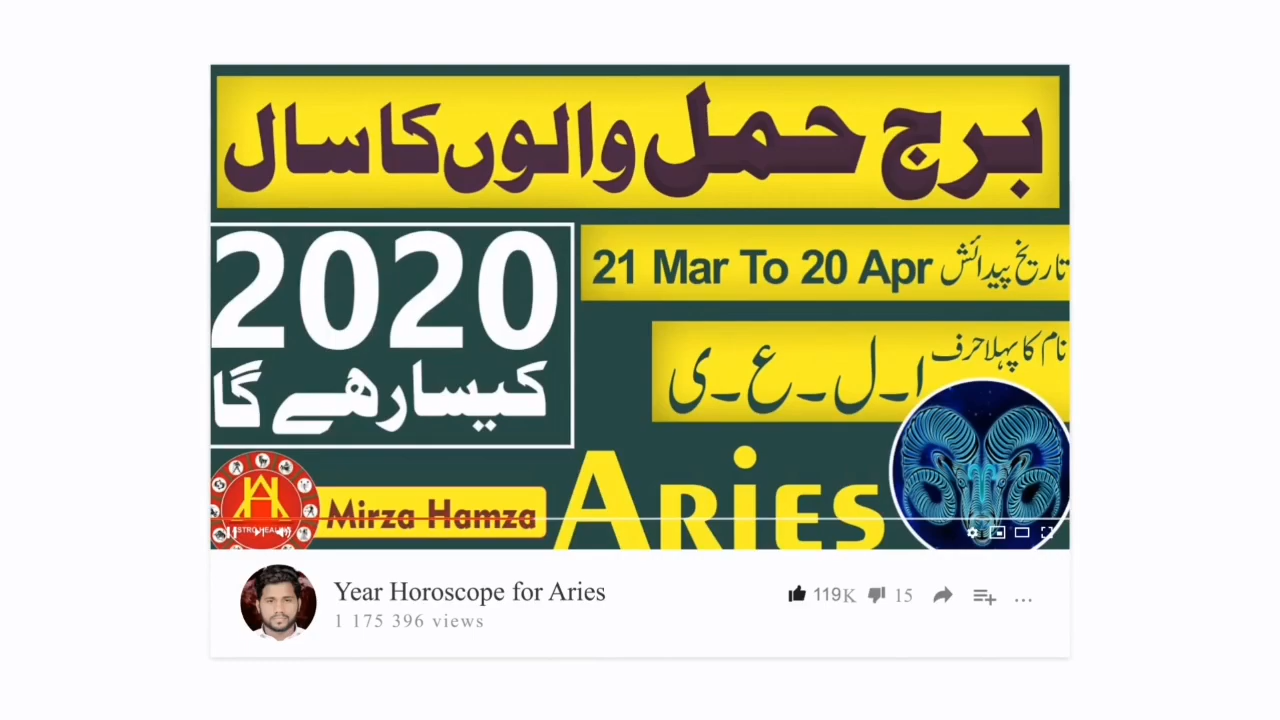 برج حمل والوں کا سال
2020
کیسا رھے گا
21 Mar To 20 Apr تاریخ پیدائش
نام کا پہلا حرف
ا - ل - ع - ی
ARIES
Mirza Hamza
Year Horoscope for Aries
1 175 396 views
119K
15
...